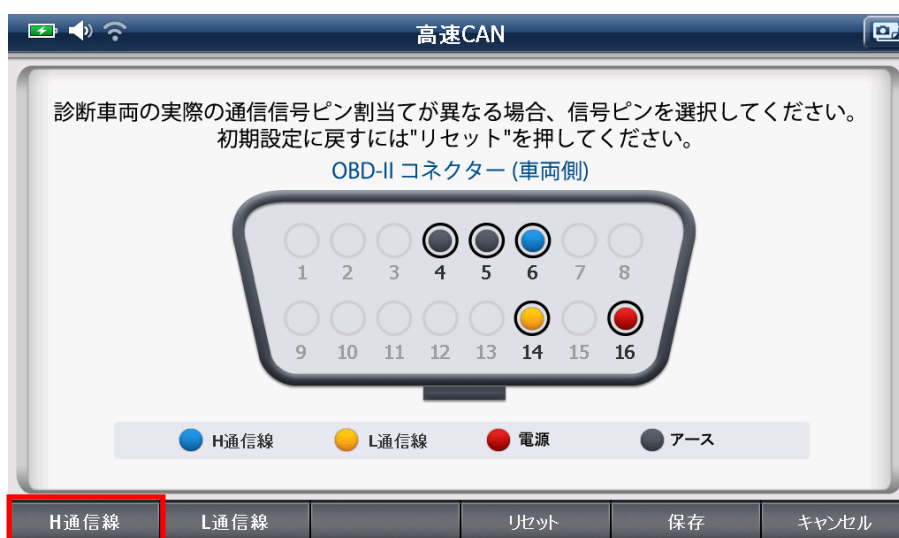 高速CAN
診断車両の実際の通信信号ピン割当てが異なる場合、信号ピンを選択してください。
初期設定に戻すには"リセット"を押してください。
OBD-II コネクター (車両側)
1 2 3 4 5 6 7 8
9 10 11 12 13 14 15 16
H通信線 L通信線 電源 アース
H通信線 L通信線 リセット 保存 キャンセル